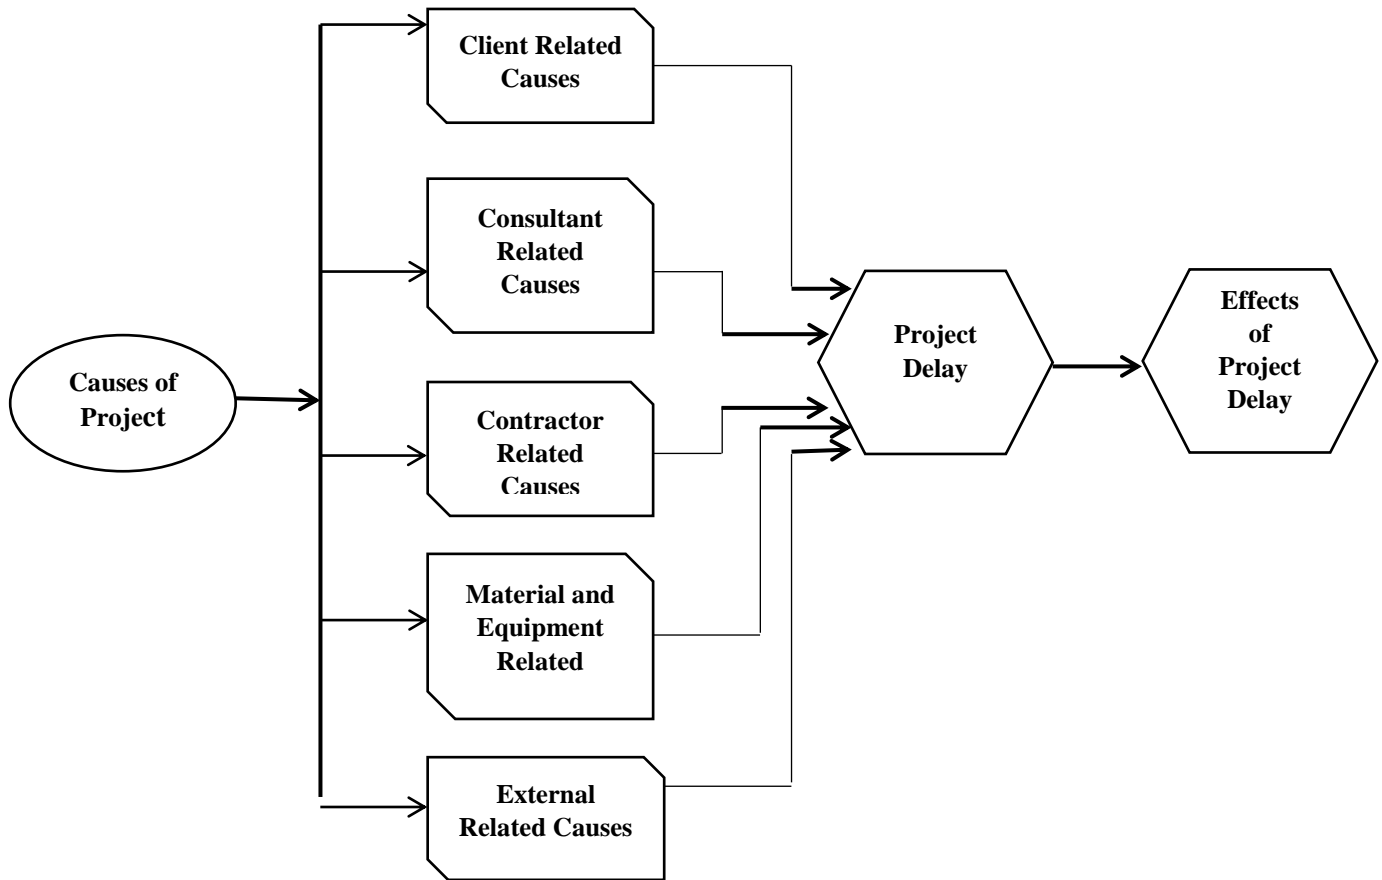 Client Related
Causes
Consultant
Related
Causes
Causes of
Project
Contractor
Related
Causes
Material and
Equipment
Related
External
Related Causes
Project
Delay
Effects
of
Project
Delay